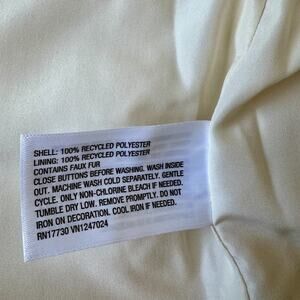 SHELL: 100% RECYCLED POLYESTER
LINING: 100% RECYCLED POLYESTER
CONTAINS FAUX FUR
CLOSE BUTTONS BEFORE WASHING. WASH INSIDE
OUT. MACHINE WASH COLD SEPARATELY. GENTLE
CYCLE. ONLY NON-CHLORINE BLEACH IF NEEDED.
TUMBLE DRY LOW. REMOVE PROMPTLY. DO NOT
IRON ON DECORATION. COOL IRON IF NEEDED.
RN17730 VN1247024